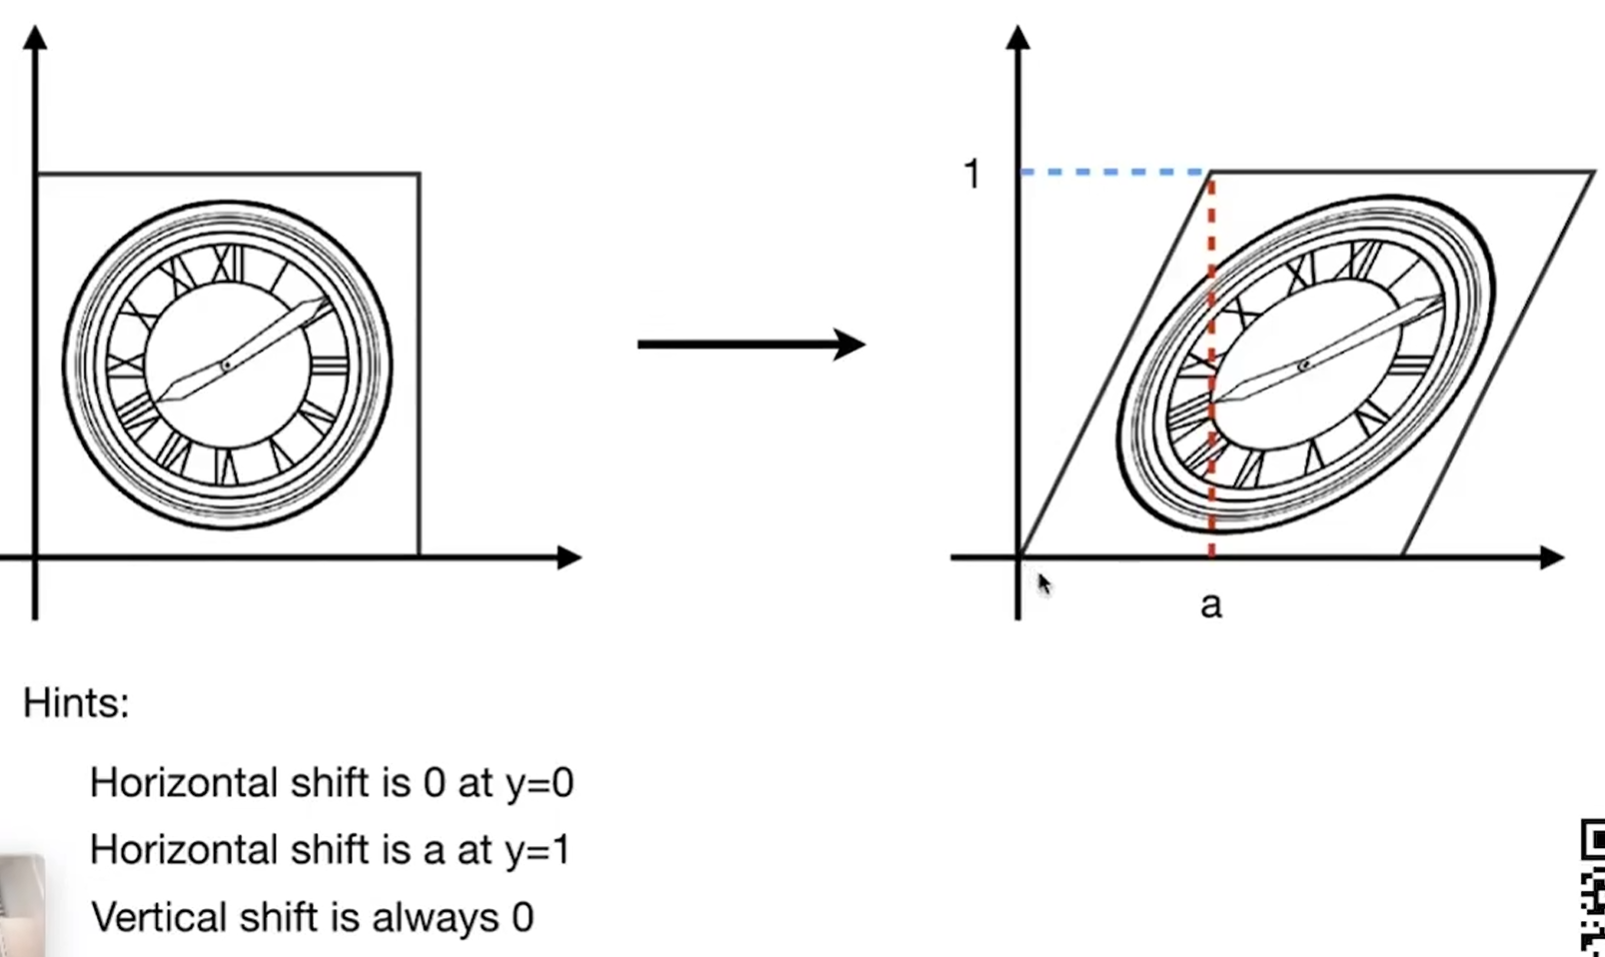 1
a
Hints:
Horizontal shift is 0 at y=0
Horizontal shift is a at y=1
Vertical shift is always 0